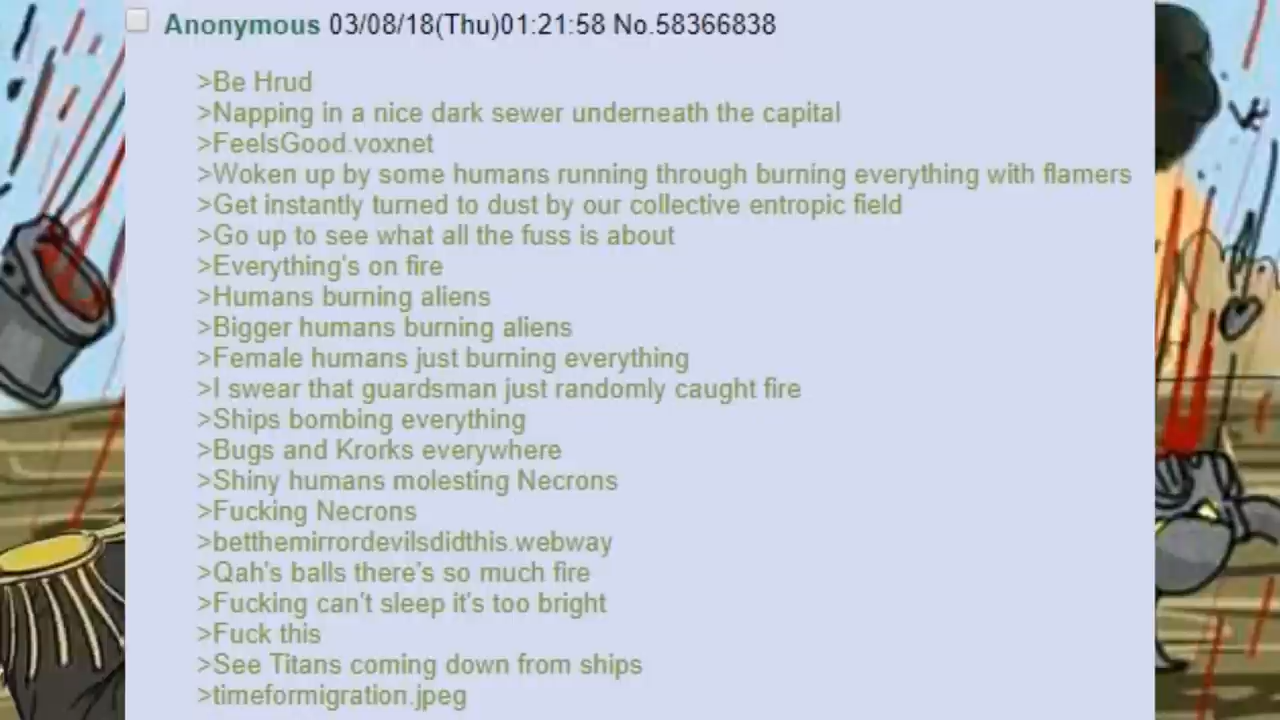 Anonymous 03/08/18(Thu)01:21:58 No.58366838
>Be Hrud
>Napping in a nice dark sewer underneath the capital
>FeelsGood.voxnet
>Woken up by some humans running through burning everything with flamers
>Get instantly turned to dust by our collective entropic field
>Go up to see what all the fuss is about
>Everything's on fire
>Humans burning aliens
>Bigger humans burning aliens
>Female humans just burning everything
>I swear that guardsman just randomly caught fire
>Ships bombing everything
>Bugs and Krorks everywhere
>Shiny humans molesting Necrons
>Fucking Necrons
>betthemirrordevilsdidthis.webway
>Qah's balls there's so much fire
>Fucking can't sleep it's too bright
>Fuck this
>See Titans coming down from ships
>timeformigration.jpeg